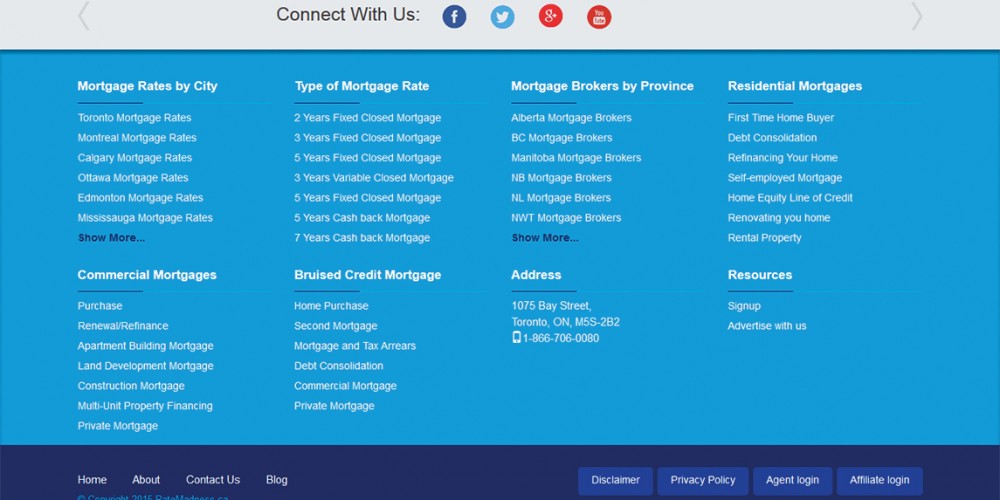 Connect With Us:
You
Tube
Mortgage Rates by City
Toronto Mortgage Rates
Montreal Mortgage Rates
Calgary Mortgage Rates
Ottawa Mortgage Rates
Edmonton Mortgage Rates
Mississauga Mortgage Rates
Show More...
Type of Mortgage Rate
2 Years Fixed Closed Mortgage
3 Years Fixed Closed Mortgage
5 Years Fixed Closed Mortgage
3 Years Variable Closed Mortgage
5 Years Fixed Closed Mortgage
5 Years Cash back Mortgage
7 Years Cash back Mortgage
Mortgage Brokers by Province
Alberta Mortgage Brokers
BC Mortgage Brokers
Manitoba Mortgage Brokers
NB Mortgage Brokers
NL Mortgage Brokers
NWT Mortgage Brokers
Show More...
Residential Mortgages
First Time Home Buyer
Debt Consolidation
Refinancing Your Home
Self-employed Mortgage
Home Equity Line of Credit
Renovating you home
Rental Property
Commercial Mortgages
Purchase
Renewal/Refinance
Apartment Building Mortgage
Land Development Mortgage
Construction Mortgage
Multi-Unit Property Financing
Private Mortgage
Bruised Credit Mortgage
Home Purchase
Second Mortgage
Mortgage and Tax Arrears
Debt Consolidation
Commercial Mortgage
Private Mortgage
Address
1075 Bay Street,
Toronto, ON, M5S-2B2
1-866-706-0080
Resources
Signup
Advertise with us
Home About Contact Us Blog
Disclaimer Privacy Policy Agent login Affiliate login
© Copyright 2015 RateMadness.ca